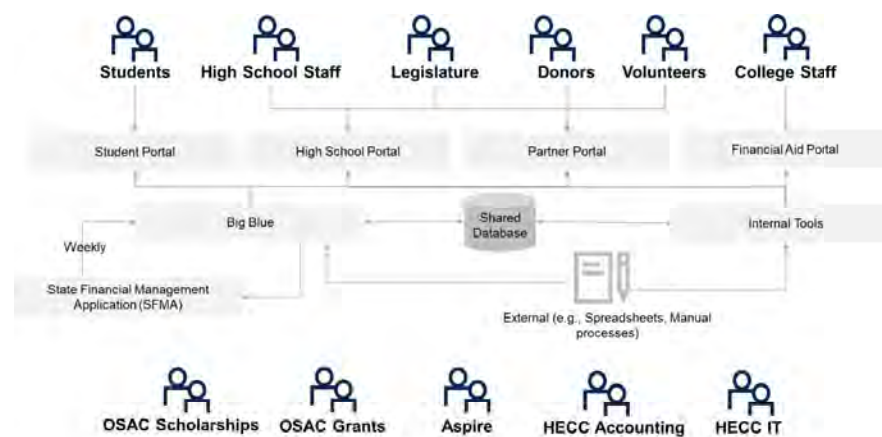 Students
High School Staff
Legislature
Donors
Volunteers
College Staff
Student Portal
High School Portal
Partner Portal
Financial Aid Portal
Big Blue
Shared
Database
Internal Tools
Weekly
State Financial Management
Application (SFMA)
External (e.g., Spreadsheets, Manual
processes)
OSAC Scholarships
OSAC Grants
Aspire
HECC Accounting
HECC IT